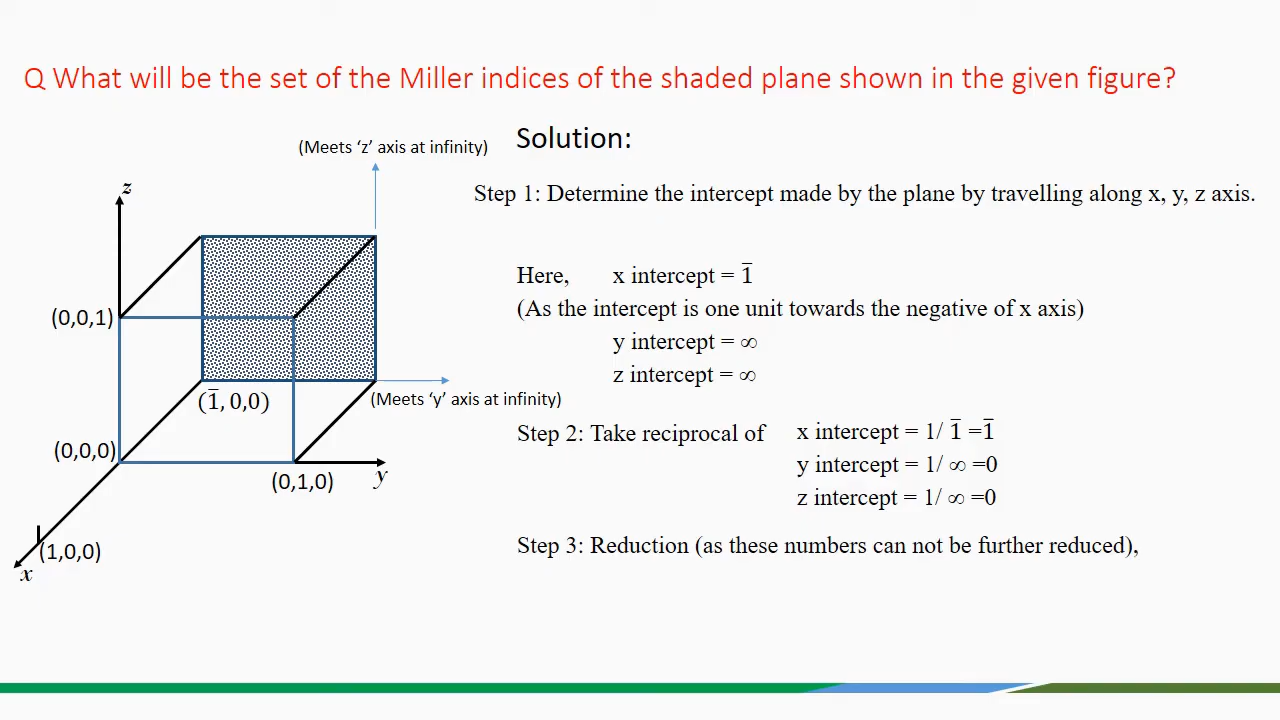 Q What will be the set of the Miller indices of the shaded plane shown in the given figure?
Solution:
(Meets ‘z’ axis at infinity)
z
Step 1: Determine the intercept made by the plane by travelling along x, y, z axis.
Here, x intercept = 1̅
(As the intercept is one unit towards the negative of x axis)
y intercept = ∞
z intercept = ∞
(0,0,1)
(1̅, 0,0)
(Meets ‘y’ axis at infinity)
Step 2: Take reciprocal of x intercept = 1/ 1̅ =1̅
y intercept = 1/ ∞ =0
z intercept = 1/ ∞ =0
(0,0,0)
(0,1,0)
y
(1,0,0)
x
Step 3: Reduction (as these numbers can not be further reduced),